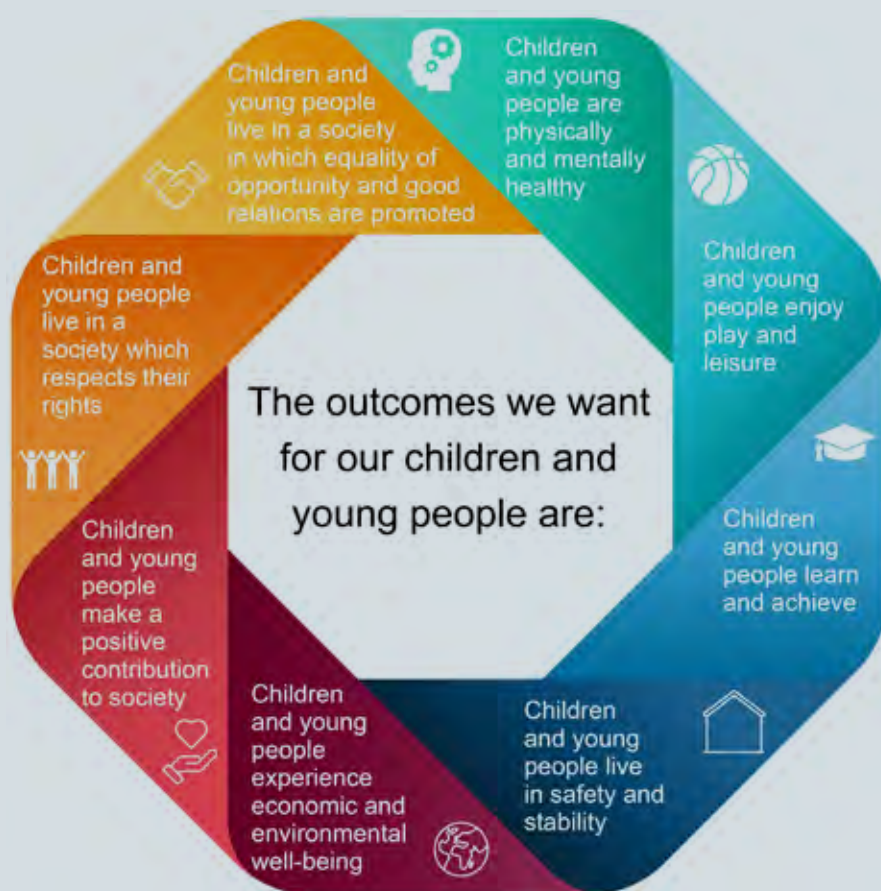 The outcomes we want
for our children and
young people are:
Children
and young
people are
physically
and mentally
healthy
Children
and young
people enjoy
play and
leisure
Children
and young
people learn
and achieve
Children
and young
people live
in safety and
stability
Children
and young
people
experience
economic and
environmental
well-being
Children
and young
people
make a
positive
contribution
to society
Children and
young people
live in a
society which
respects their
rights
Children and
young people
live in a society
in which equality of
opportunity and good
relations are promoted